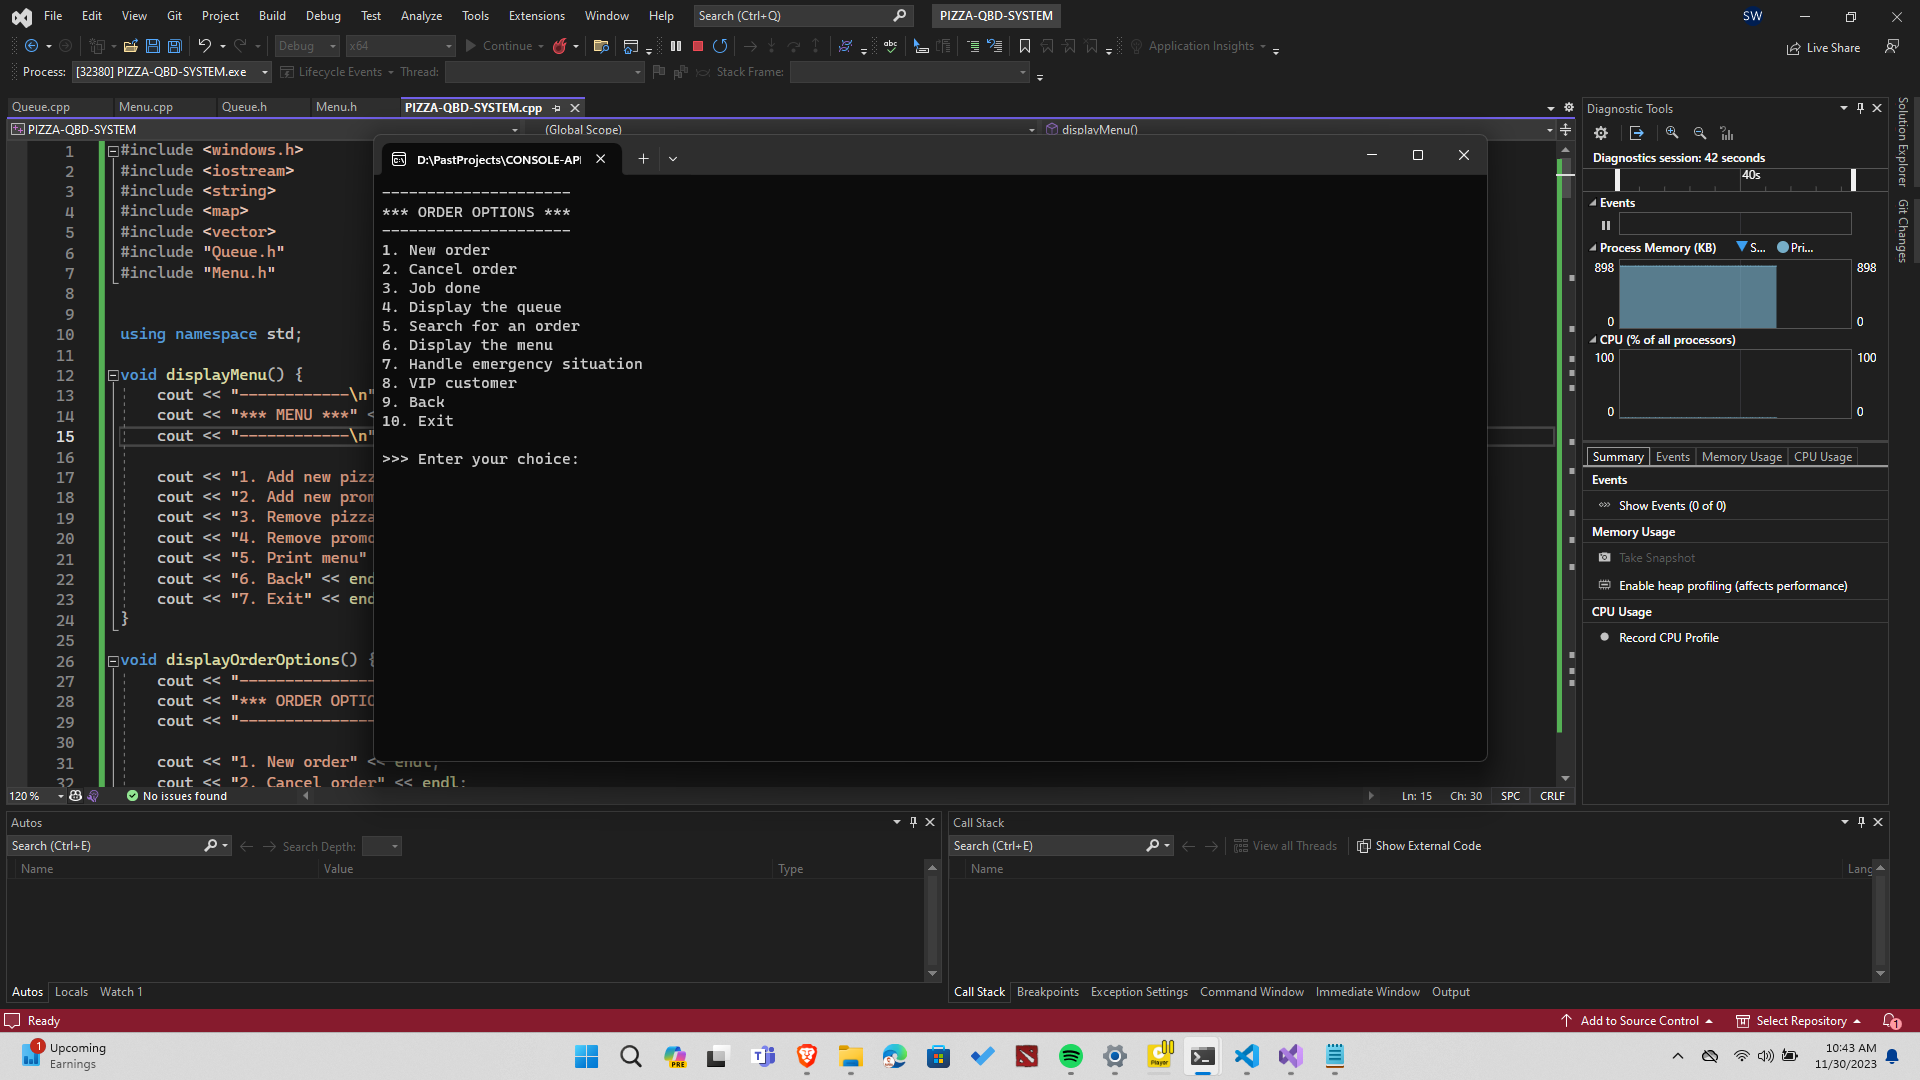 File Edit View Git Project Build Debug Test Analyze Tools Extensions Window Help Search (Ctrl+Q) PIZZA-QBD-SYSTEM SW
Debug x64 Continue Application Insights Live Share
Process: [32380] PIZZA-QBD-SYSTEM.exe Lifecycle Events Thread: Stack Frame:
Queue.cpp Menu.cpp Queue.h Menu.h PIZZA-QBD-SYSTEM.cpp
PIZZA-QBD-SYSTEM (Global Scope) displayMenu()
1 #include <windows.h>
2 #include <iostream>
3 #include <string>
4 #include <map>
5 #include <vector>
6 #include "Queue.h"
7 #include "Menu.h"
8
9
10 using namespace std;
11
12 void displayMenu() {
13 cout << "------------\n"
14 cout << "*** MENU ***" <
15 cout << "------------\n"
16
17 cout << "1. Add new pizz
18 cout << "2. Add new prom
19 cout << "3. Remove pizza
20 cout << "4. Remove promo
21 cout << "5. Print menu"
22 cout << "6. Back" << end
23 cout << "7. Exit" << end
24 }
25
26 void displayOrderOptions() {
27 cout << "---------------
28 cout << "*** ORDER OPTIO
29 cout << "---------------
30
31 cout << "1. New order" << endl;
32 cout << "2. Cancel order" << endl;
D:\PastProjects\CONSOLE-API
---------------------
*** ORDER OPTIONS ***
---------------------
1. New order
2. Cancel order
3. Job done
4. Display the queue
5. Search for an order
6. Display the menu
7. Handle emergency situation
8. VIP customer
9. Back
10. Exit
>>> Enter your choice:
120 % No issues found Ln: 15 Ch: 30 SPC CRLF
Diagnostic Tools
Diagnostics session: 42 seconds
40s
Events
Process Memory (KB) S... Pri...
898 898
0 0
CPU (% of all processors)
100 100
0 0
Summary Events Memory Usage CPU Usage
Events
Show Events (0 of 0)
Memory Usage
Take Snapshot
Enable heap profiling (affects performance)
CPU Usage
Record CPU Profile
Solution Explorer
Git Changes
Autos
Search (Ctrl+E) Search Depth:
Name Value Type
Autos Locals Watch 1
Call Stack
Search (Ctrl+E) View all Threads Show External Code
Name Lang
Call Stack Breakpoints Exception Settings Command Window Immediate Window Output
Ready Add to Source Control Select Repository 1
1 Upcoming
Earnings
PRE
Player
10:43 AM
11/30/2023